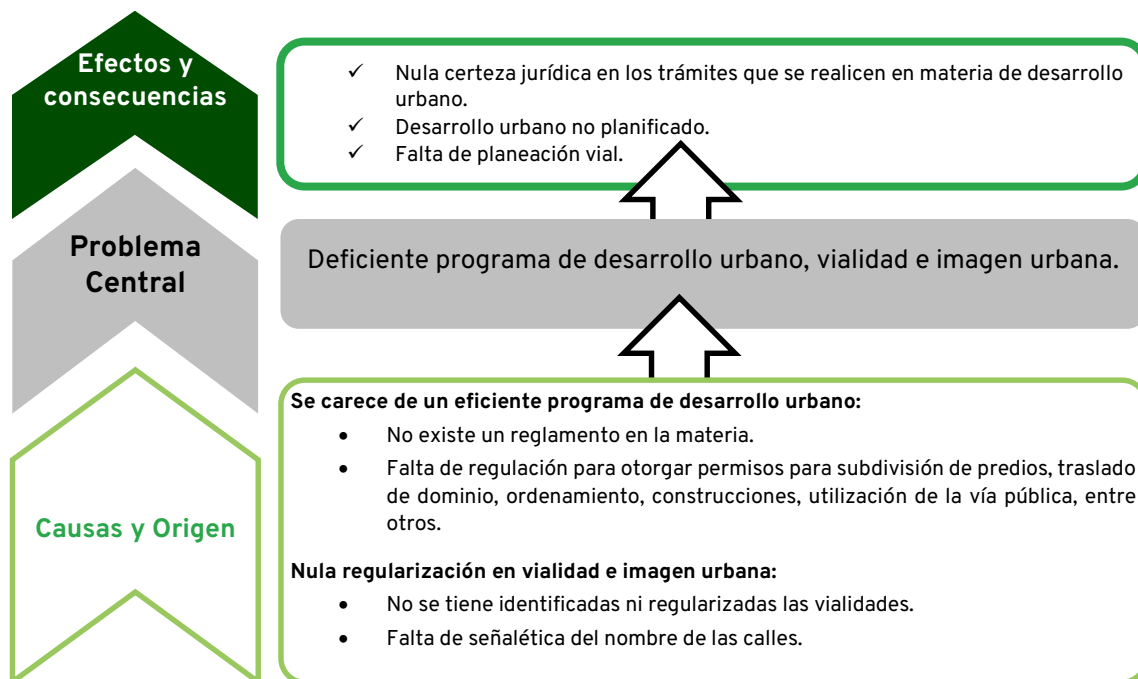 Efectos y
consecuencias
✓ Nula certeza jurídica en los trámites que se realicen en materia de desarrollo
urbano.
✓ Desarrollo urbano no planificado.
✓ Falta de planeación vial.
Problema
Central
Deficiente programa de desarrollo urbano, vialidad e imagen urbana.
Causas y Origen
Se carece de un eficiente programa de desarrollo urbano:
• No existe un reglamento en la materia.
• Falta de regulación para otorgar permisos para subdivisión de predios, traslado
de dominio, ordenamiento, construcciones, utilización de la vía pública, entre
otros.
Nula regularización en vialidad e imagen urbana:
• No se tiene identificadas ni regularizadas las vialidades.
• Falta de señalética del nombre de las calles.